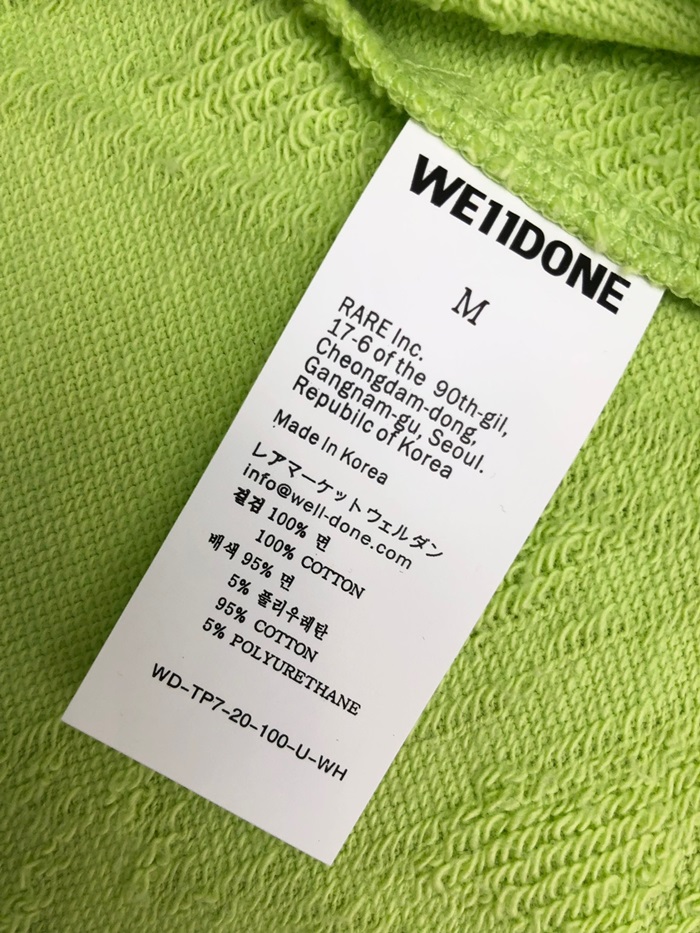 WE11DONE
M
RARE Inc.
17-6 of the 90th-gil,
Cheongdam-dong,
Gangnam-gu, Seoul.
Republic of Korea
Made In Korea
レアマーケットウェルダン
info@well-done.com
겉감 100% 면
100% COTTON
배색 95% 면
5% 폴리우레탄
95% COTTON
5% POLYURETHANE
WD-TP7-20-100-U-WH